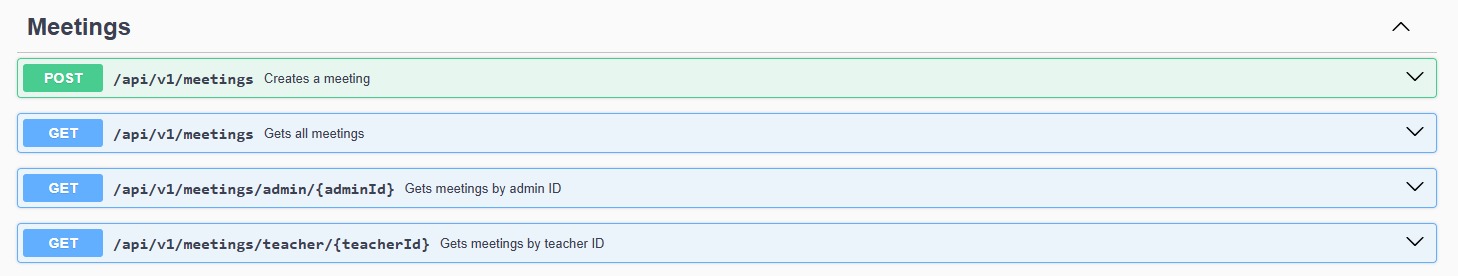 Meetings
POST /api/v1/meetings Creates a meeting
GET /api/v1/meetings Gets all meetings
GET /api/v1/meetings/admin/{adminId} Gets meetings by admin ID
GET /api/v1/meetings/teacher/{teacherId} Gets meetings by teacher ID